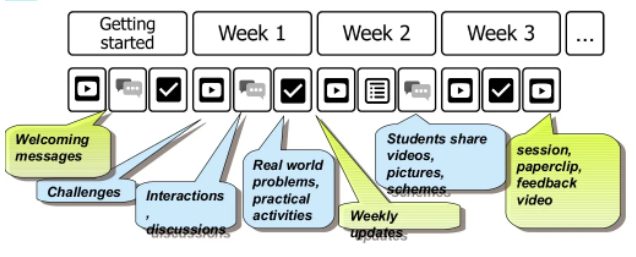 Getting
started
Week 1
Week 2
Week 3
...
Welcoming
messages
Challenges
Interactions
,
discussions
Real world
problems,
practical
activities
Weekly
updates
Students share
videos,
pictures,
schemes
session,
paperclip,
feedback
video